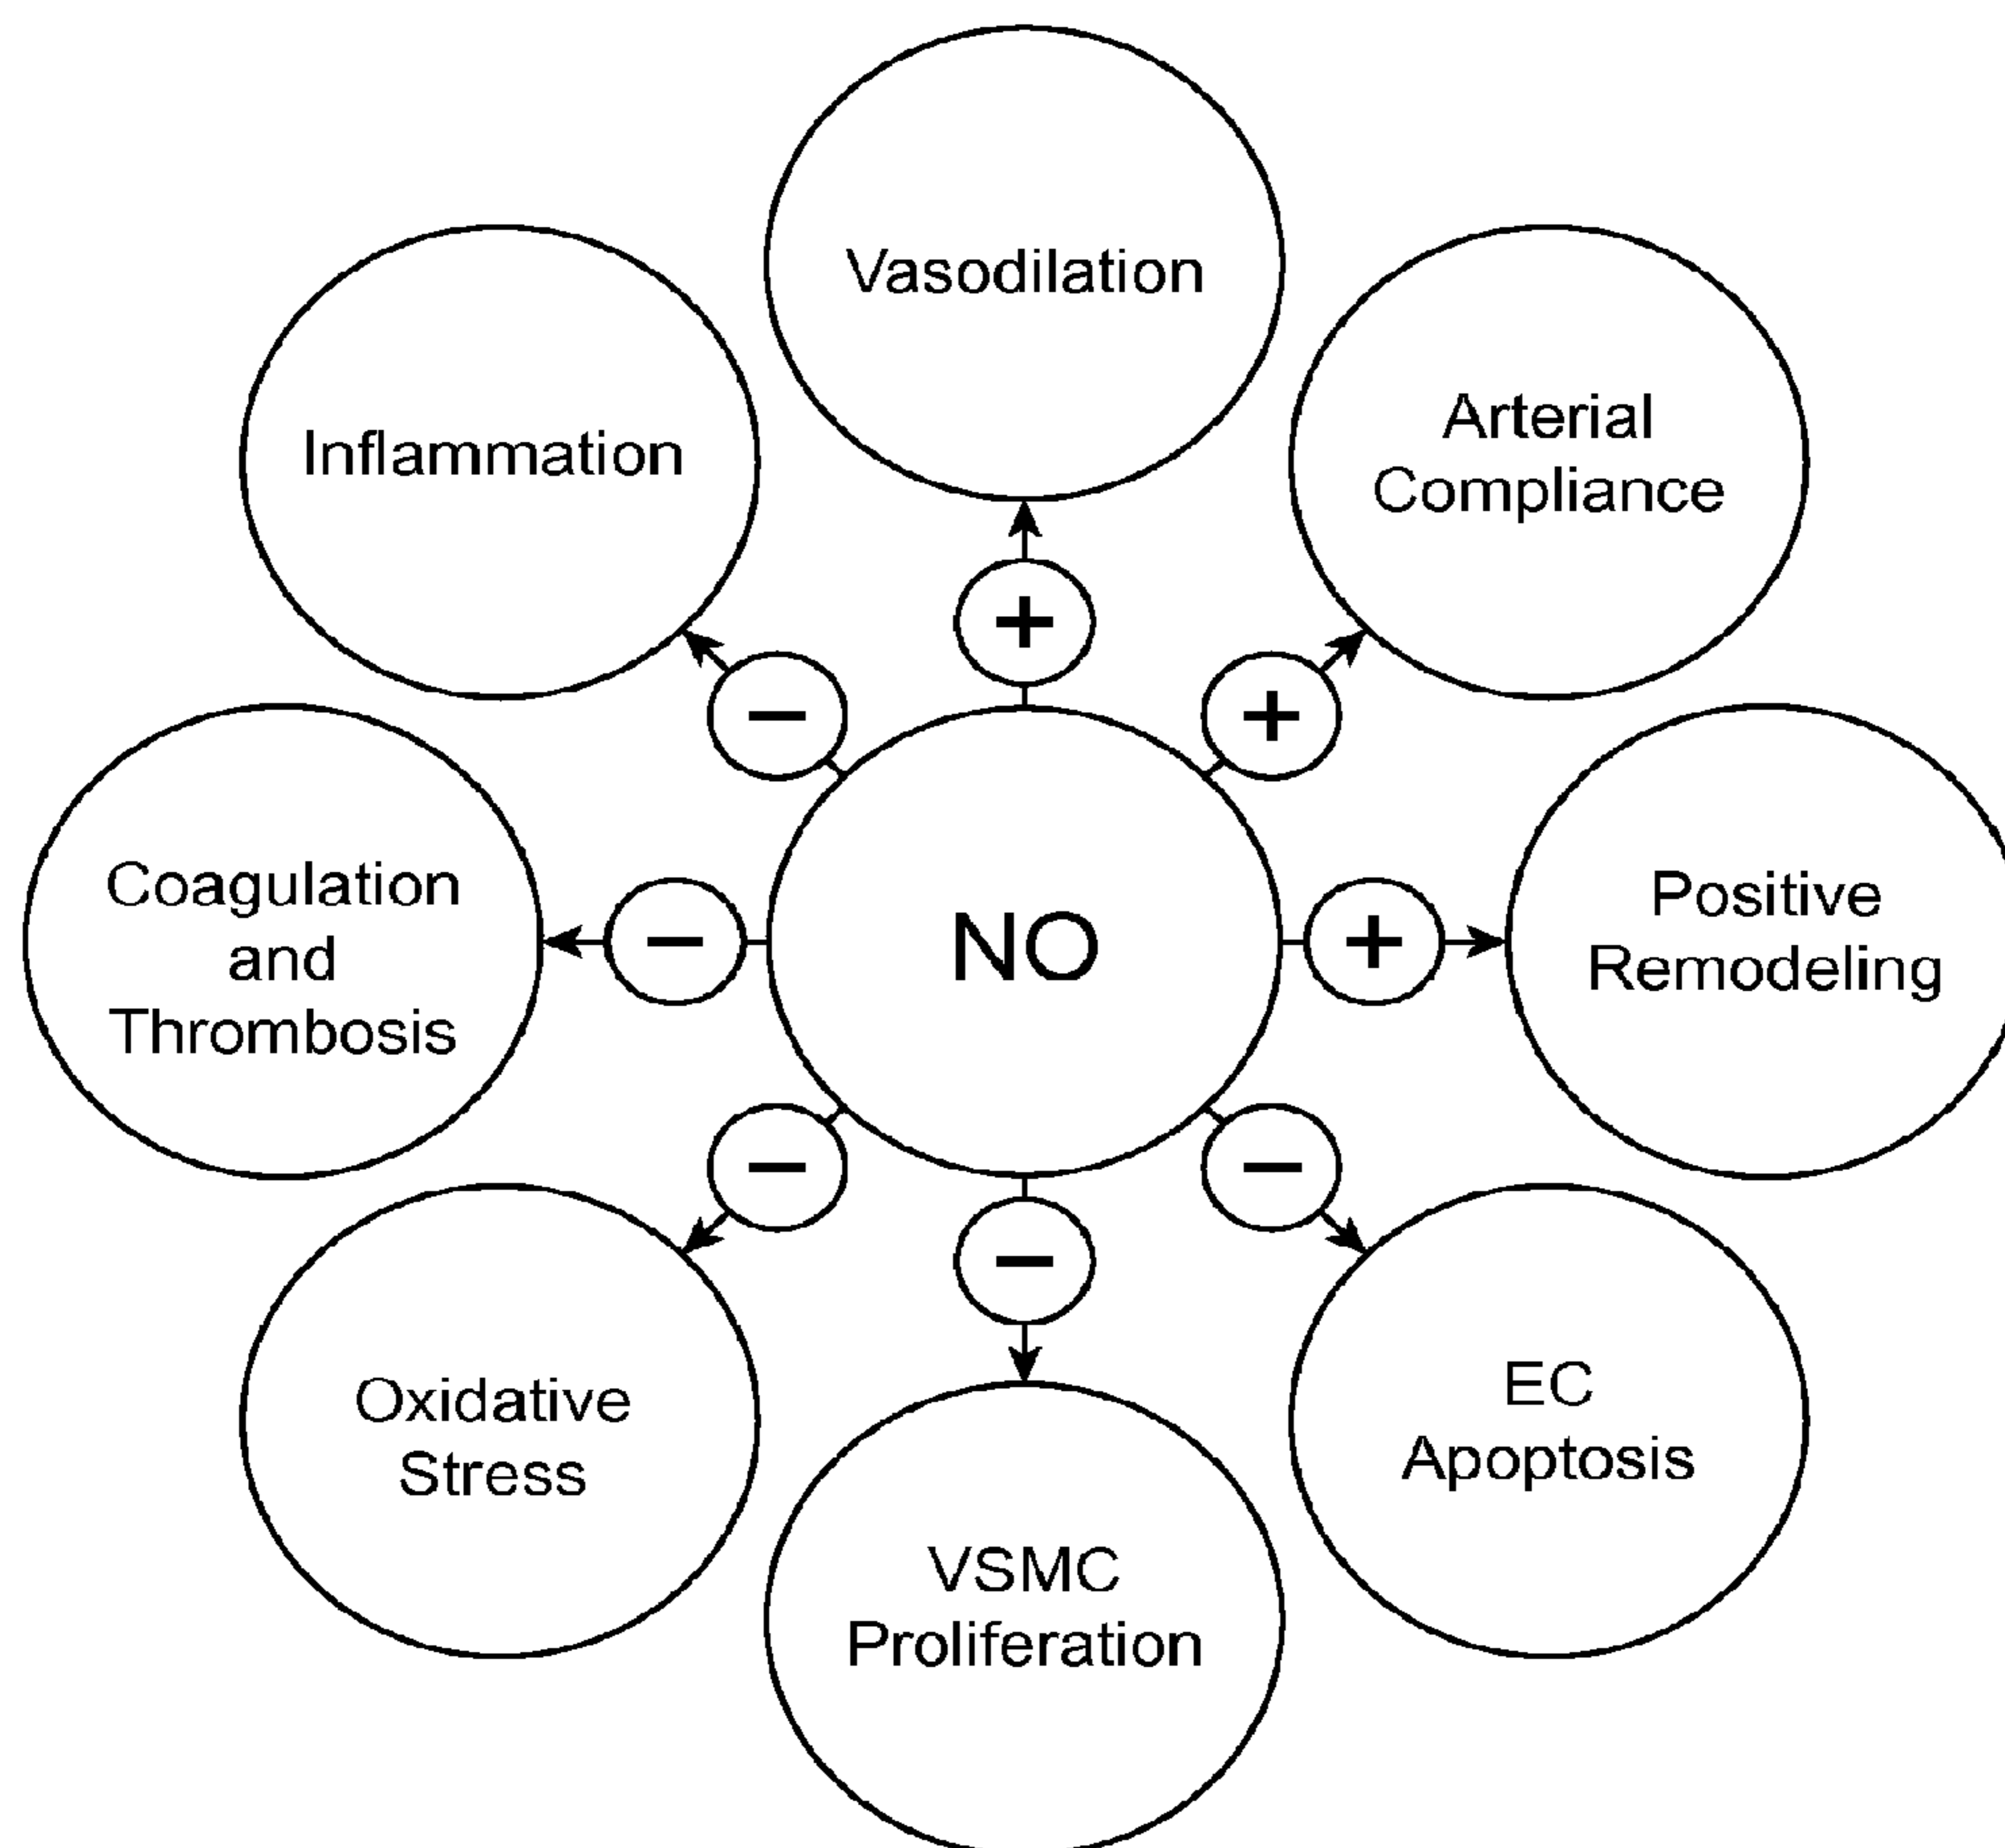 Vasodilation
Arterial
Compliance
Inflammation
+
−
+
Positive
Remodeling
Coagulation
and
Thrombosis
−
NO
+
−
−
−
EC
Apoptosis
Oxidative
Stress
VSMC
Proliferation